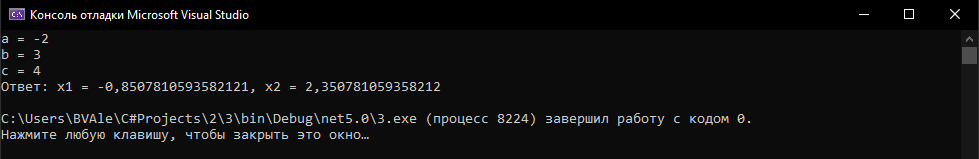 Консоль отладки Microsoft Visual Studio
a = -2
b = 3
c = 4
Ответ: x1 = -0,8507810593582121, x2 = 2,350781059358212
C:\Users\BVAle\C#Projects\2\3\bin\Debug\net5.0\3.exe (процесс 8224) завершил работу с кодом 0.
Нажмите любую клавишу, чтобы закрыть это окно…